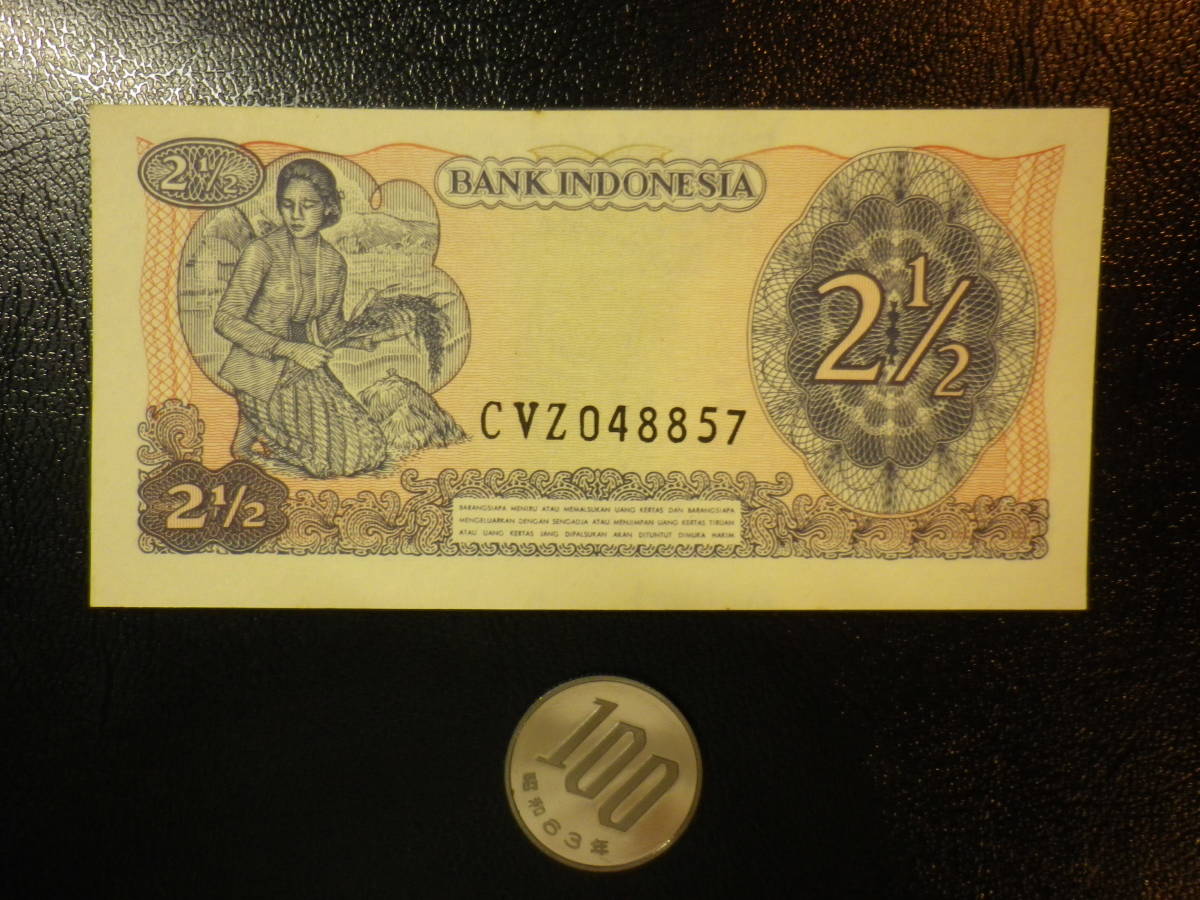 2½
BANK INDONESIA
2½
CVZ048857
2½
BARANGSIAPA MENIRU ATAU MEMALSUKAN UANG KERTAS DAN BARANGSIAPA
MENGELUARKAN DENGAN SENGADJA ATAU MENJIMPAN UANG KERTAS TIRUAN
ATAU UANG KERTAS JANG DIPALSUKAN AKAN DITUNTUT DIMUKA HAKIM
100
昭和63年